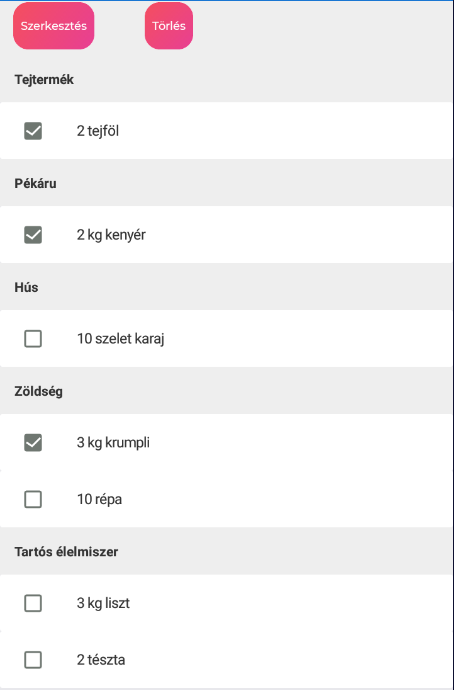 Szerkesztés Törlés
Tejtermék
2 tejföl
Pékáru
2 kg kenyér
Hús
10 szelet karaj
Zöldség
3 kg krumpli
10 répa
Tartós élelmiszer
3 kg liszt
2 tészta